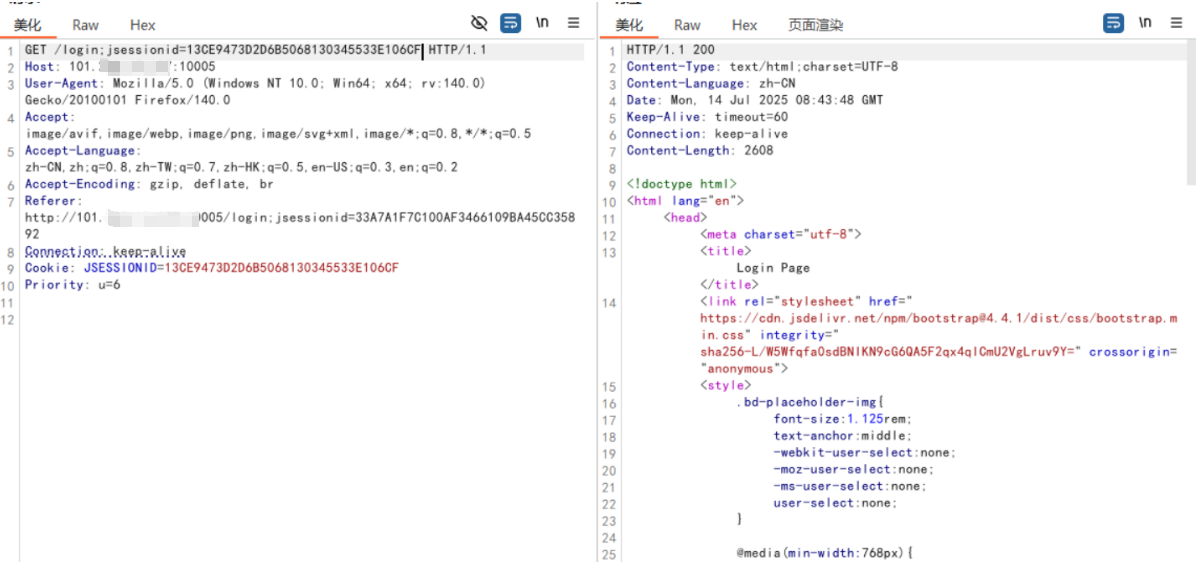 美化 Raw Hex \n
1 GET /login;jsessionid=13CE9473D2D6B5068130345533E106CF HTTP/1.1
2 Host: 101. :10005
3 User-Agent: Mozilla/5.0 (Windows NT 10.0; Win64; x64; rv:140.0)
Gecko/20100101 Firefox/140.0
4 Accept:
image/avif,image/webp,image/png,image/svg+xml,image/*;q=0.8,*/*;q=0.5
5 Accept-Language:
zh-CN,zh;q=0.8,zh-TW;q=0.7,zh-HK;q=0.5,en-US;q=0.3,en;q=0.2
6 Accept-Encoding: gzip, deflate, br
7 Referer:
http://101. 0005/login;jsessionid=33A7A1F7C100AF3466109BA45CC358
92
8 Connection: keep-alive
9 Cookie: JSESSIONID=13CE9473D2D6B5068130345533E106CF
10 Priority: u=6
11
12
美化 Raw Hex 页面渲染 \n
1 HTTP/1.1 200
2 Content-Type: text/html;charset=UTF-8
3 Content-Language: zh-CN
4 Date: Mon, 14 Jul 2025 08:43:48 GMT
5 Keep-Alive: timeout=60
6 Connection: keep-alive
7 Content-Length: 2608
8
9 <!doctype html>
10 <html lang="en">
11 <head>
12 <meta charset="utf-8">
13 <title>
Login Page
</title>
14 <link rel="stylesheet" href="
https://cdn.jsdelivr.net/npm/bootstrap@4.4.1/dist/css/bootstrap.m
in.css" integrity="
sha256-L/W5Wfqfa0sdBNIKN9cG6QA5F2qx4qICmU2VgLruv9Y=" crossorigin=
"anonymous">
15 <style>
16 .bd-placeholder-img{
17 font-size:1.125rem;
18 text-anchor:middle;
19 -webkit-user-select:none;
20 -moz-user-select:none;
21 -ms-user-select:none;
22 user-select:none;
23 }
24
25 @media(min-width:768px){